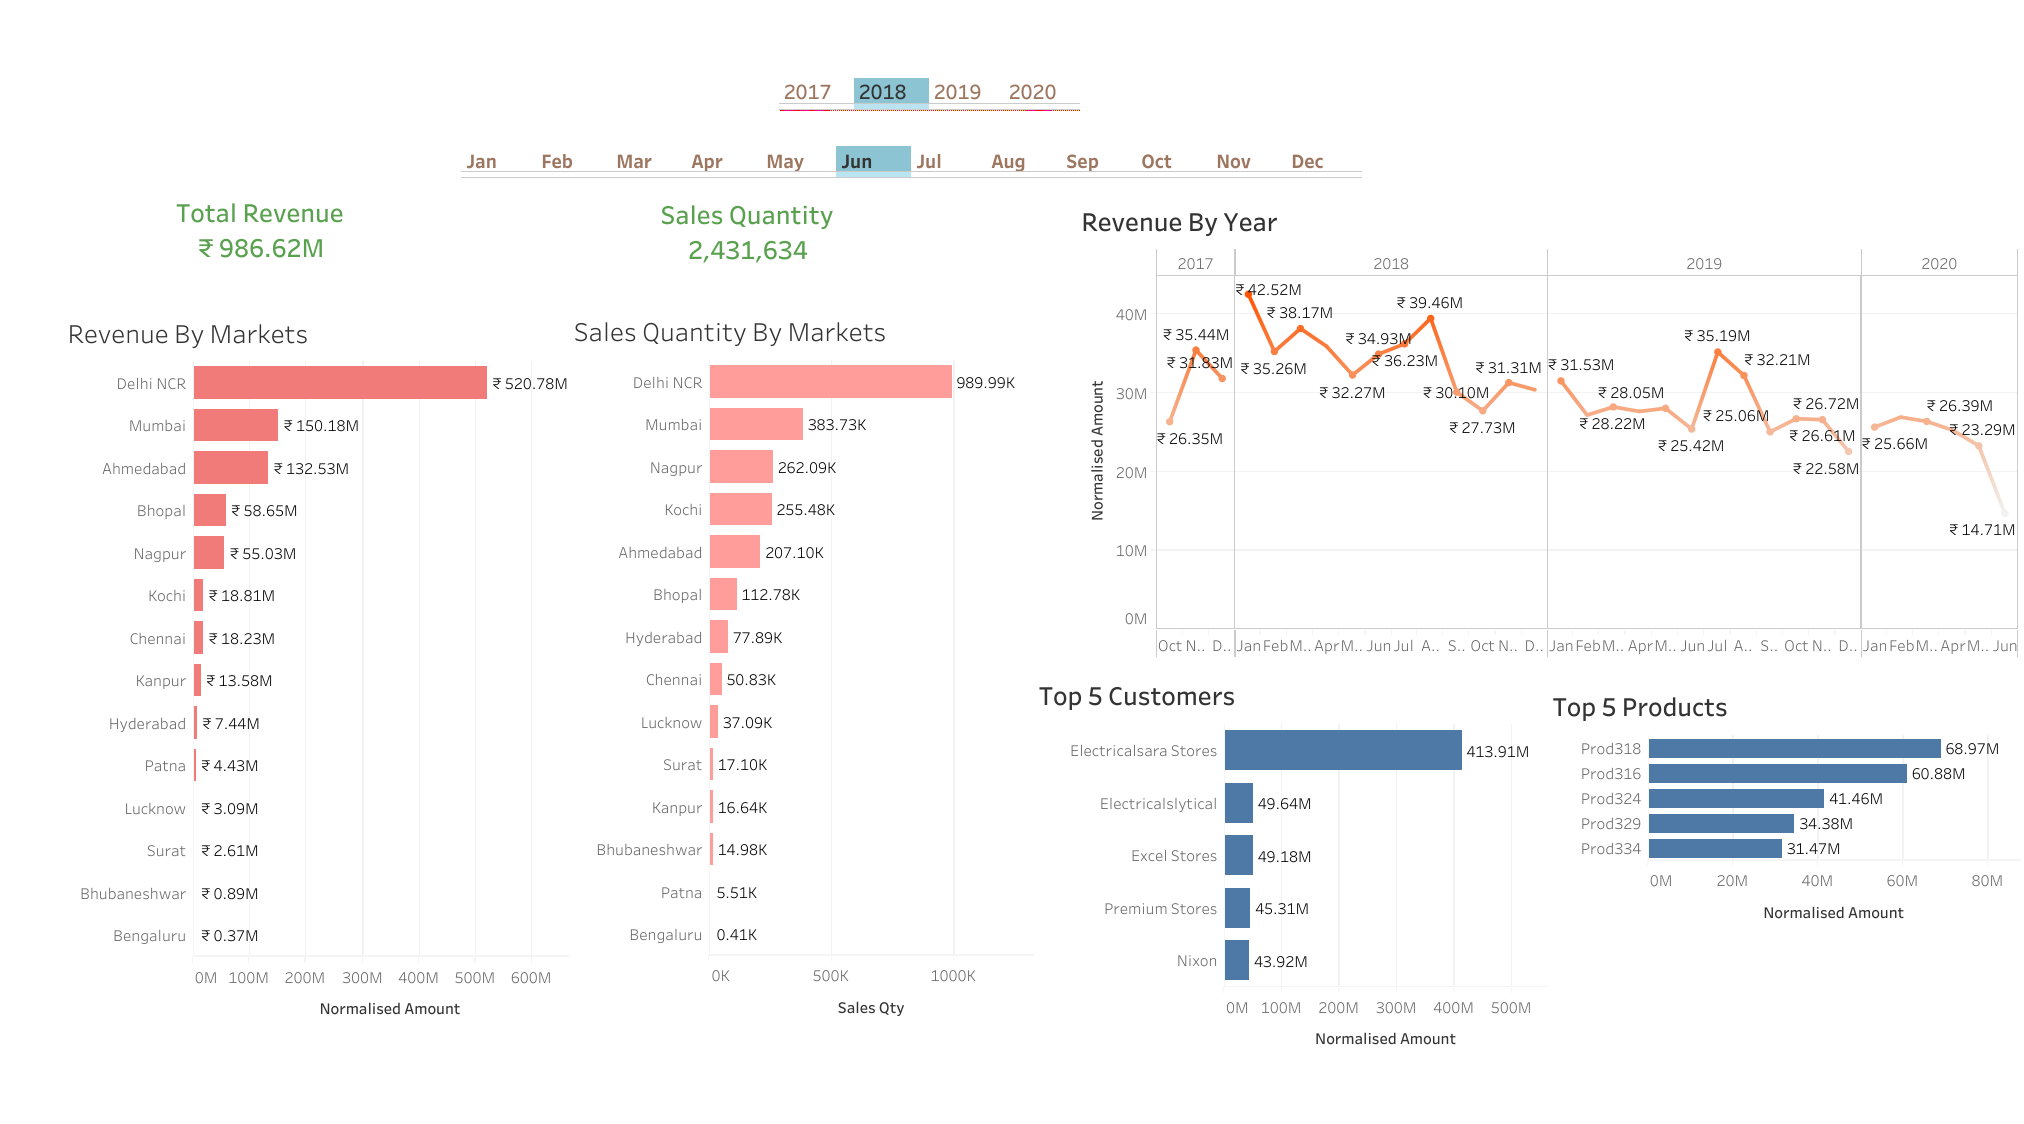 2017 2018 2019 2020
Jan Feb Mar Apr May Jun Jul Aug Sep Oct Nov Dec
Total Revenue
₹ 986.62M
Sales Quantity
2,431,634
Revenue By Markets
Delhi NCR ₹ 520.78M
Mumbai ₹ 150.18M
Ahmedabad ₹ 132.53M
Bhopal ₹ 58.65M
Nagpur ₹ 55.03M
Kochi ₹ 18.81M
Chennai ₹ 18.23M
Kanpur ₹ 13.58M
Hyderabad ₹ 7.44M
Patna ₹ 4.43M
Lucknow ₹ 3.09M
Surat ₹ 2.61M
Bhubaneshwar ₹ 0.89M
Bengaluru ₹ 0.37M
0M 100M 200M 300M 400M 500M 600M
Normalised Amount
Sales Quantity By Markets
Delhi NCR 989.99K
Mumbai 383.73K
Nagpur 262.09K
Kochi 255.48K
Ahmedabad 207.10K
Bhopal 112.78K
Hyderabad 77.89K
Chennai 50.83K
Lucknow 37.09K
Surat 17.10K
Kanpur 16.64K
Bhubaneshwar 14.98K
Patna 5.51K
Bengaluru 0.41K
0K 500K 1000K
Sales Qty
Revenue By Year
2017 2018 2019 2020
Normalised Amount
40M
30M
20M
10M
0M
₹ 26.35M
₹ 35.44M
₹ 31.83M
₹ 42.52M
₹ 35.26M
₹ 38.17M
₹ 32.27M
₹ 34.93M
₹ 36.23M
₹ 39.46M
₹ 30.10M
₹ 27.73M
₹ 31.31M
₹ 31.53M
₹ 28.22M
₹ 28.05M
₹ 25.42M
₹ 35.19M
₹ 32.21M
₹ 25.06M
₹ 26.72M
₹ 26.61M
₹ 22.58M
₹ 25.66M
₹ 26.39M
₹ 23.29M
₹ 14.71M
Oct N.. D.. Jan Feb M.. Apr M.. Jun Jul A.. S.. Oct N.. D.. Jan Feb M.. Apr M.. Jun Jul A.. S.. Oct N.. D.. Jan Feb M.. Apr M.. Jun
Top 5 Customers
Electricalsara Stores 413.91M
Electricalslytical 49.64M
Excel Stores 49.18M
Premium Stores 45.31M
Nixon 43.92M
0M 100M 200M 300M 400M 500M
Normalised Amount
Top 5 Products
Prod318 68.97M
Prod316 60.88M
Prod324 41.46M
Prod329 34.38M
Prod334 31.47M
0M 20M 40M 60M 80M
Normalised Amount